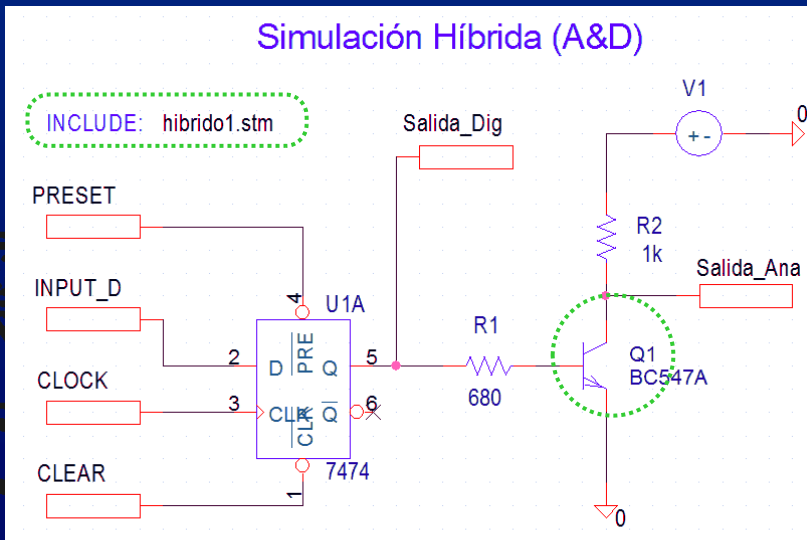 Simulación Híbrida (A&D)
INCLUDE: hibrido1.stm
Salida_Dig
V1
+ -
0
PRESET
R2
1k
Salida_Ana
INPUT_D
4
U1A
R1
680
Q1
BC547A
2
D
PRE
Q
5
CLOCK
3
CLK
CLR
Q
6
CLEAR
1
7474
0